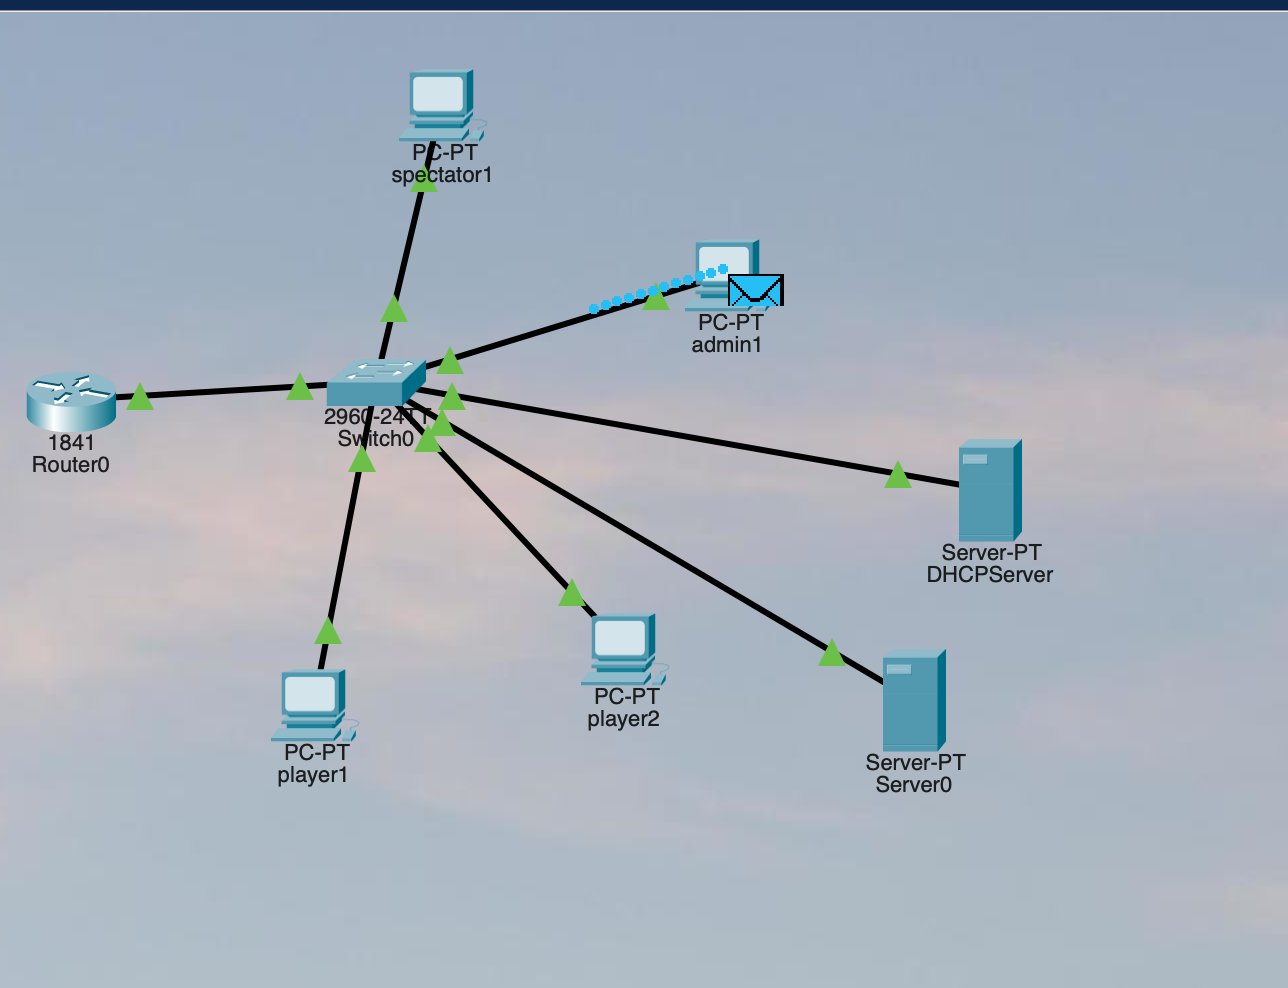 PC-PT
spectator1
PC-PT
admin1
2960-24TT
Switch0
1841
Router0
Server-PT
DHCPServer
PC-PT
player2
PC-PT
player1
Server-PT
Server0